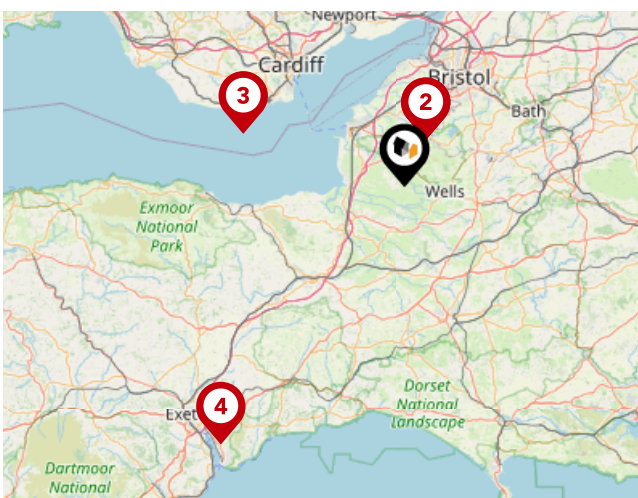 Newport
Cardiff
3
Bristol
2
Bath
Wells
Exmoor
National
Park
Dorset
National
Landscape
4
Exet
Dartmoor
National